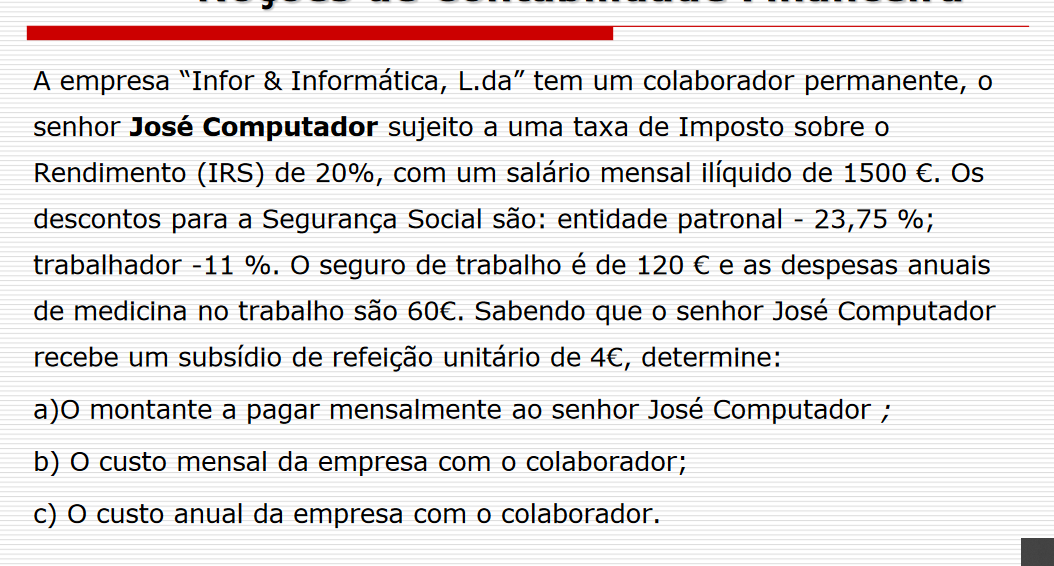 Noções de Contabilidade Financeira
A empresa “Infor & Informática, L.da” tem um colaborador permanente, o
senhor José Computador sujeito a uma taxa de Imposto sobre o
Rendimento (IRS) de 20%, com um salário mensal ilíquido de 1500 €. Os
descontos para a Segurança Social são: entidade patronal - 23,75 %;
trabalhador -11 %. O seguro de trabalho é de 120 € e as despesas anuais
de medicina no trabalho são 60€. Sabendo que o senhor José Computador
recebe um subsídio de refeição unitário de 4€, determine:
a)O montante a pagar mensalmente ao senhor José Computador ;
b) O custo mensal da empresa com o colaborador;
c) O custo anual da empresa com o colaborador.